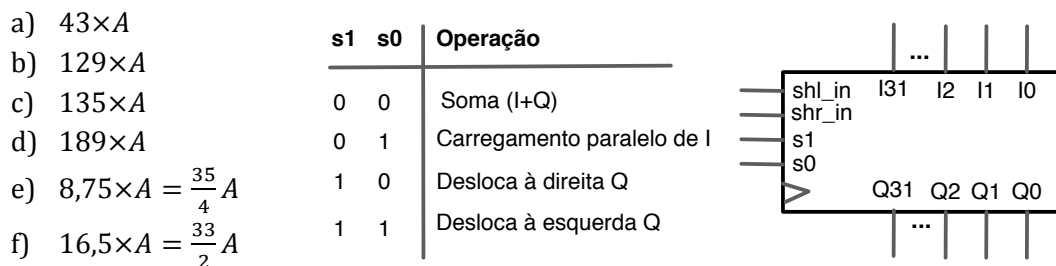 a) 43×A
b) 129×A
c) 135×A
d) 189×A
e) 8,75×A = 35/4 A
f) 16,5×A = 33/2 A
s1 s0 Operação
0 0 Soma (I+Q)
0 1 Carregamento paralelo de I
1 0 Desloca à direita Q
1 1 Desloca à esquerda Q
...
shl_in I31 I2 I1 I0
shr_in
s1
s0
Q31 Q2 Q1 Q0
...